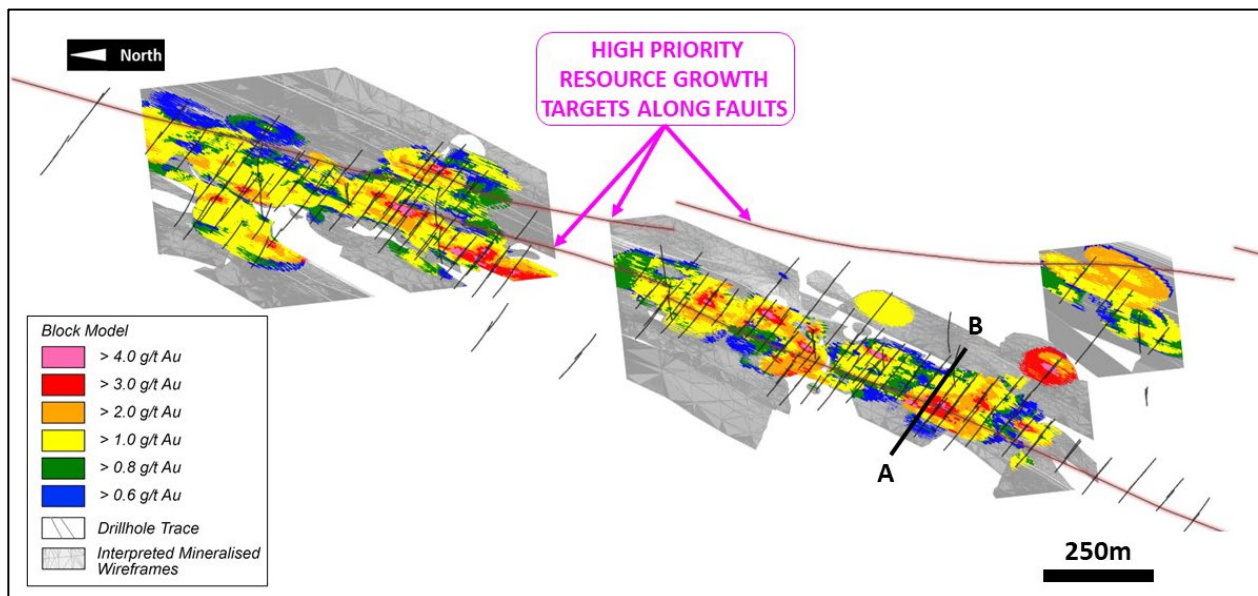 North
HIGH PRIORITY
RESOURCE GROWTH
TARGETS ALONG FAULTS
B
A
Block Model
> 4.0 g/t Au
> 3.0 g/t Au
> 2.0 g/t Au
> 1.0 g/t Au
> 0.8 g/t Au
> 0.6 g/t Au
Drillhole Trace
Interpreted Mineralised
Wireframes
250m